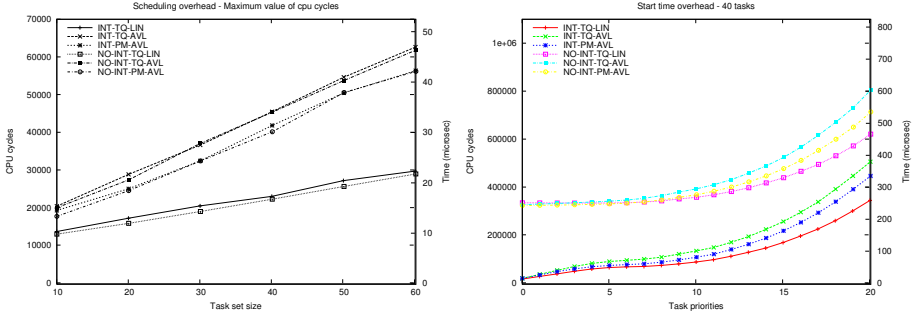 Scheduling overhead - Maximum value of cpu cycles
70000
60000
50000
40000
30000
20000
10000
0
CPU cycles
INT-TQ-LIN
INT-TQ-AVL
INT-PM-AVL
NO-INT-TQ-LIN
NO-INT-TQ-AVL
NO-INT-PM-AVL
50
40
30
20
10
0
Time (microsec)
10 20 30 40 50 60
Task set size
Start time overhead - 40 tasks
1e+06
800000
600000
400000
200000
0
CPU cycles
INT-TQ-LIN
INT-TQ-AVL
INT-PM-AVL
NO-INT-TQ-LIN
NO-INT-TQ-AVL
NO-INT-PM-AVL
800
700
600
500
400
300
200
100
0
Time (microsec)
0 5 10 15 20
Task priorities